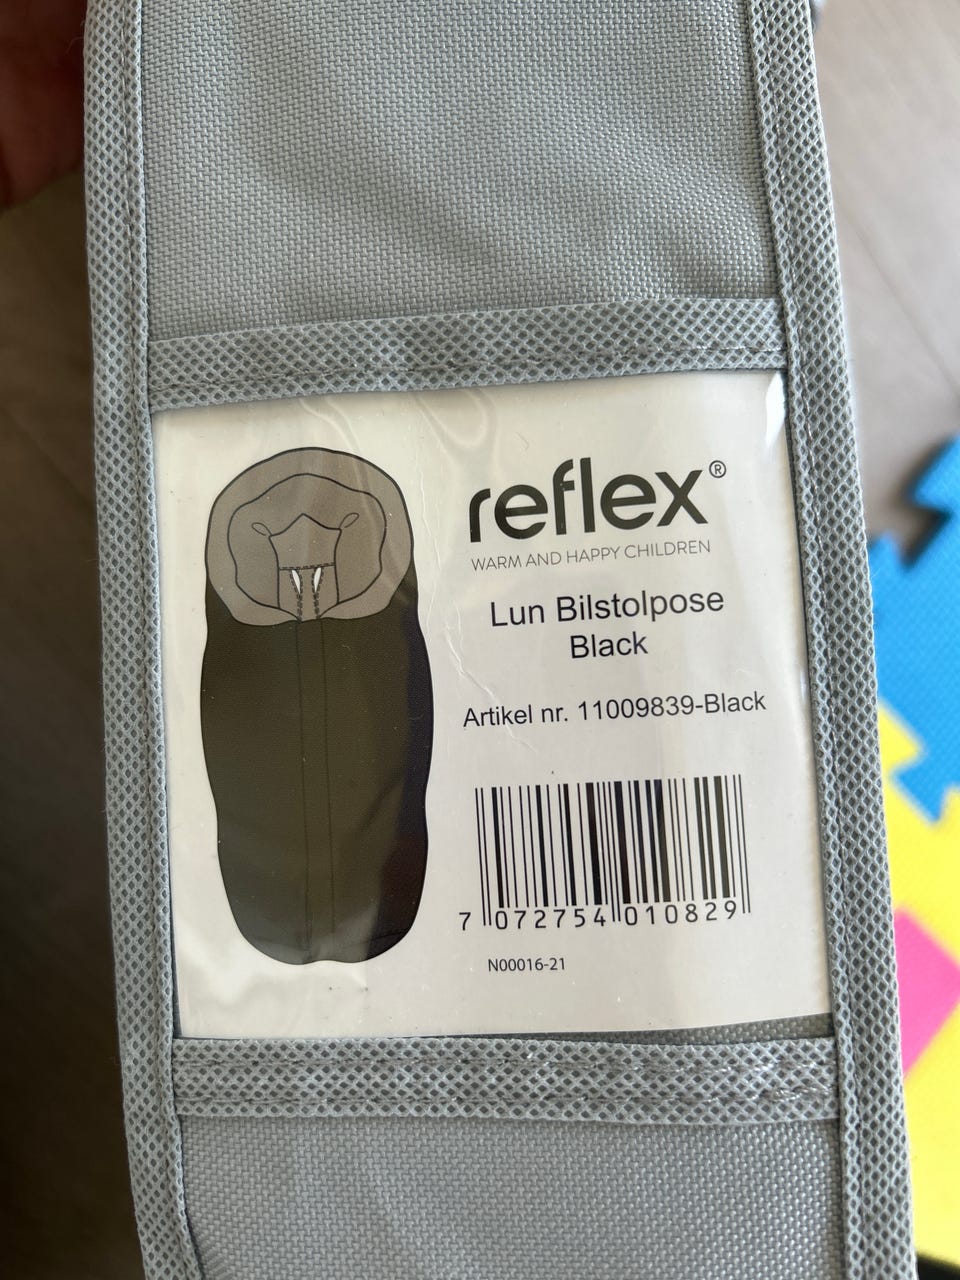 reflex®
WARM AND HAPPY CHILDREN
Lun Bilstolpose
Black
Artikel nr. 11009839-Black
7 072754 010829
N00016-21